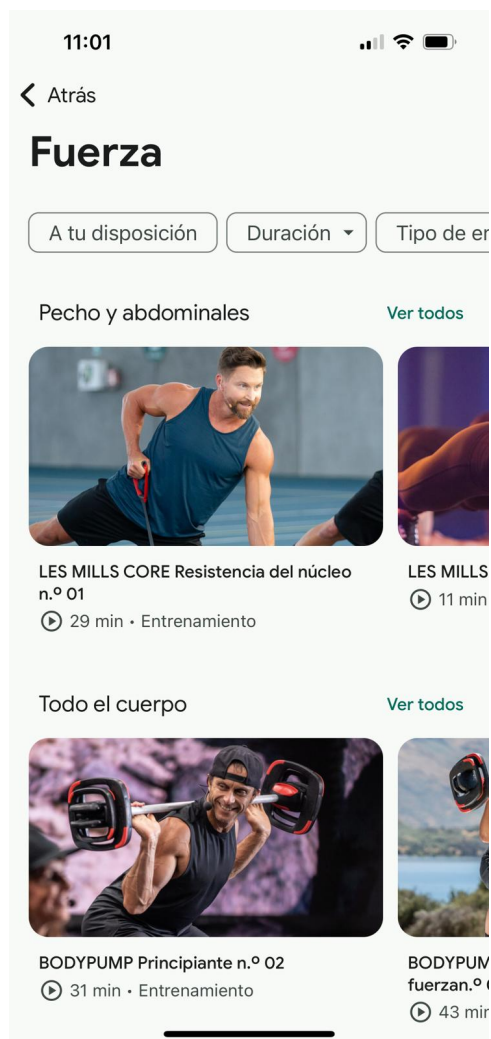 11:01
Atrás
Fuerza
A tu disposición
Duración
Tipo de er
Pecho y abdominales
Ver todos
LES MILLS CORE Resistencia del núcleo
n.º 01
29 min • Entrenamiento
LES MILLS
11 min
Todo el cuerpo
Ver todos
BODYPUMP Principiante n.º 02
31 min • Entrenamiento
BODYPUM
fuerzan.º
43 min